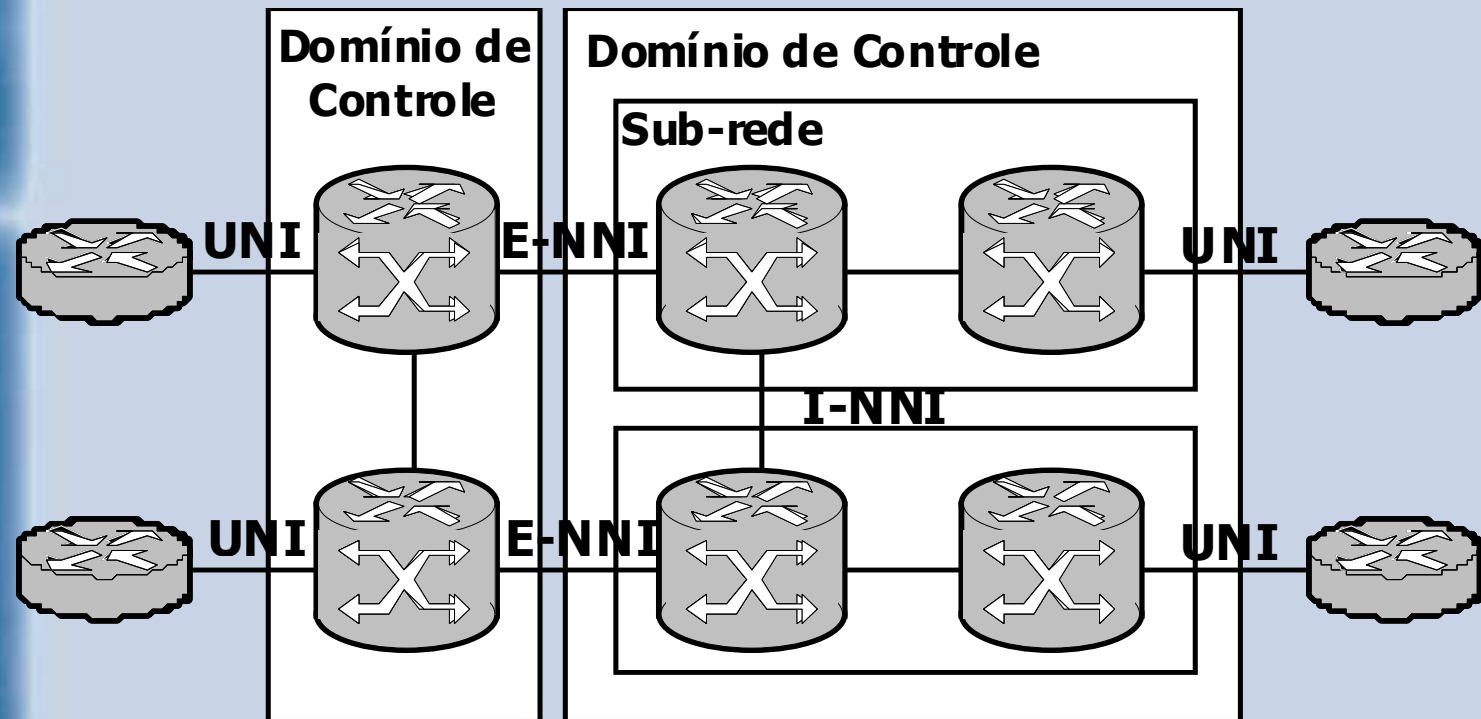 Domínio de
Controle
Domínio de Controle
Sub-rede
UNI
E-NNI
UNI
I-NNI
UNI
E-NNI
UNI